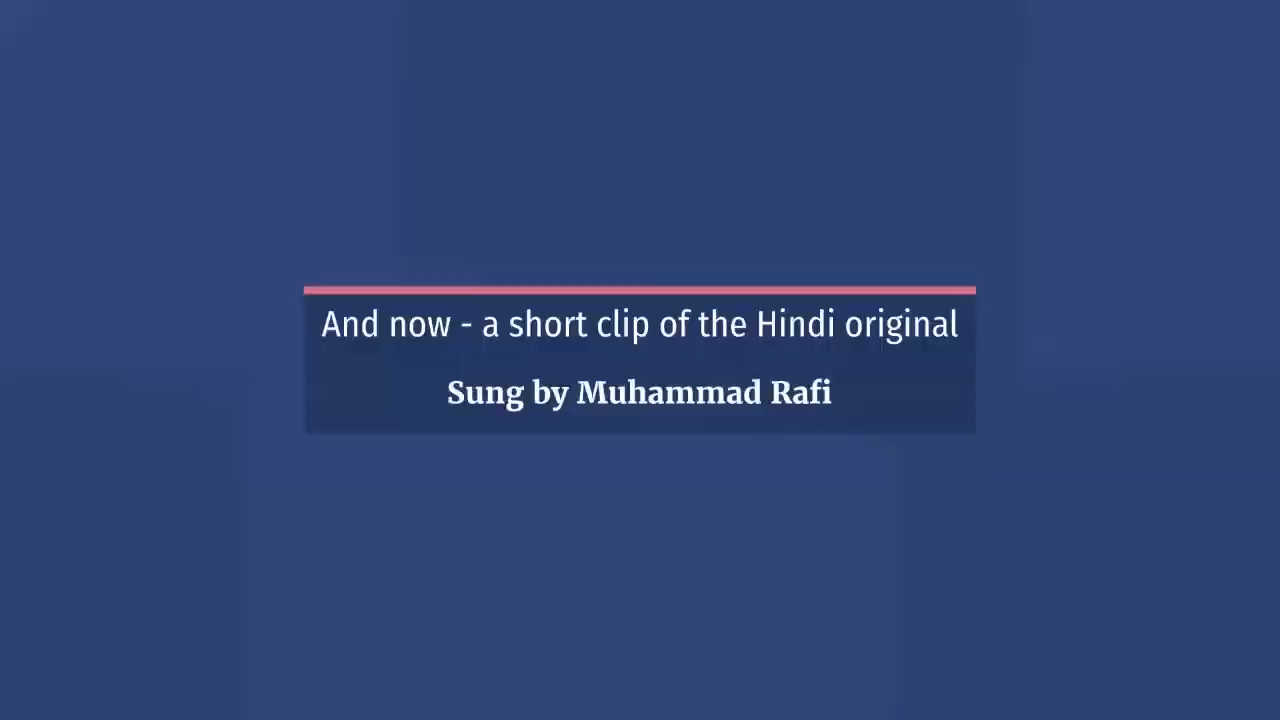 And now - a short clip of the Hindi original
Sung by Muhammad Rafi